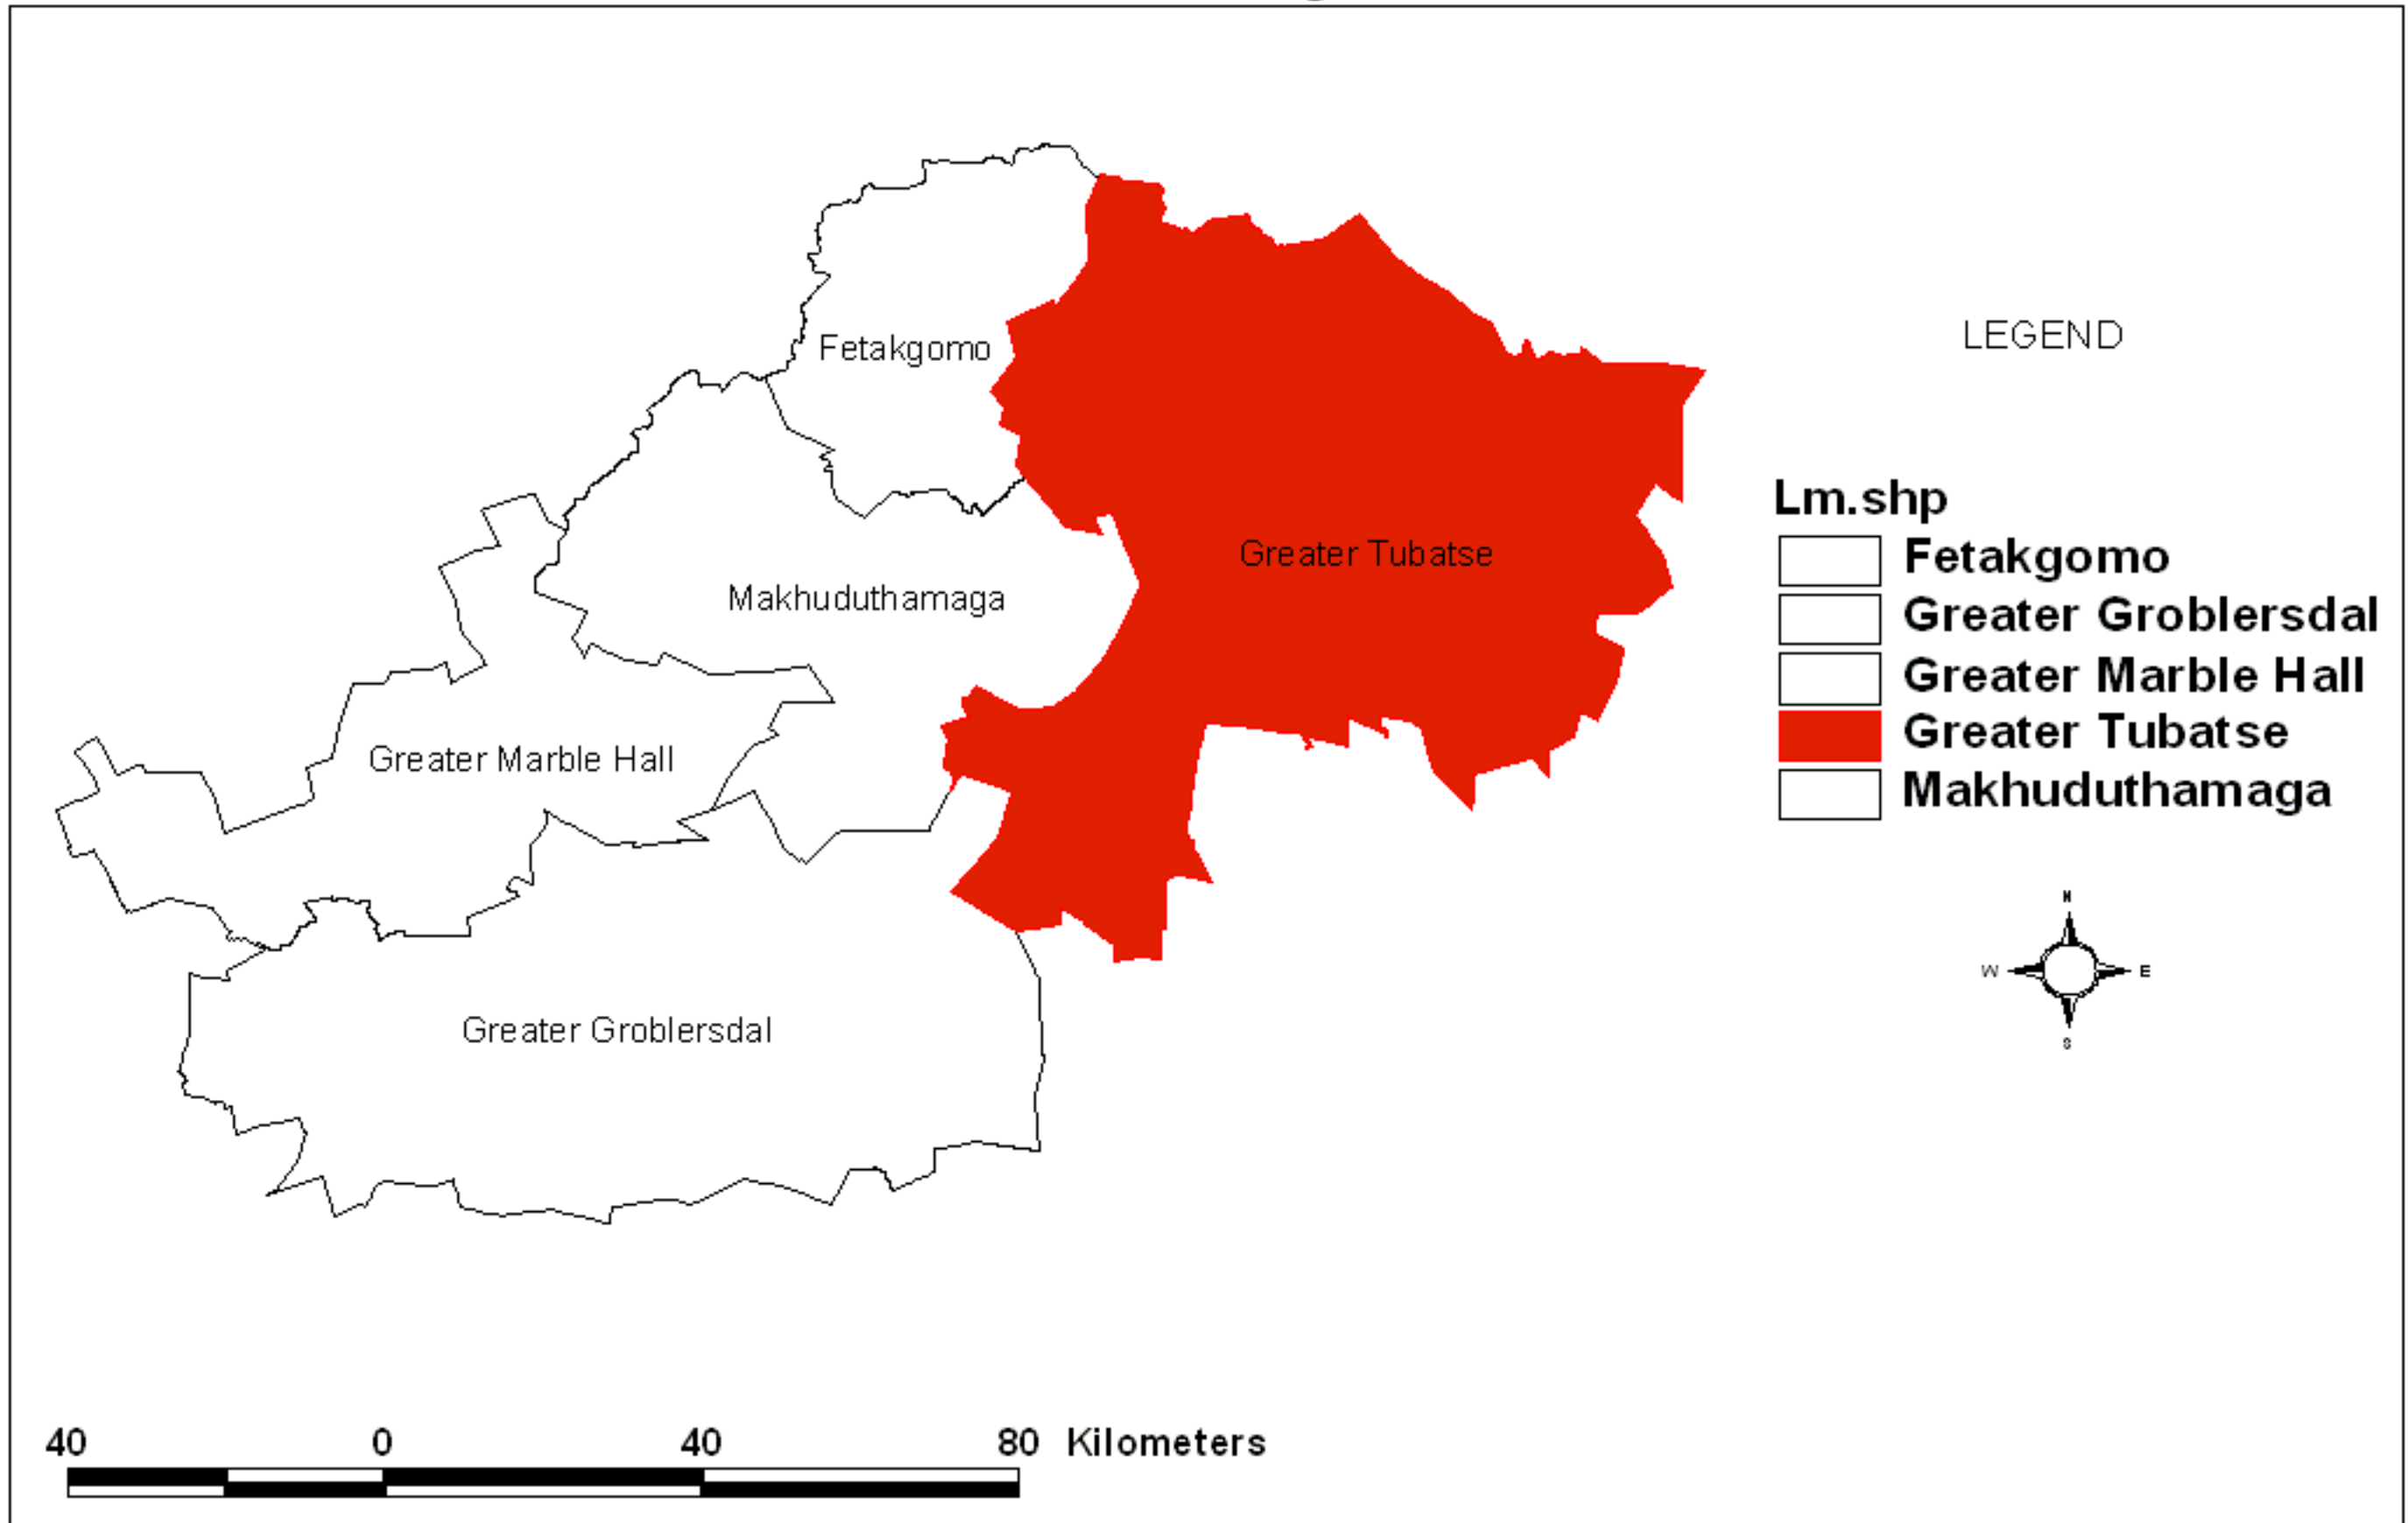 Fetakgomo
LEGEND
Lm.shp
Fetakgomo
Greater Groblersdal
Greater Marble Hall
Greater Tubatse
Makhuduthamaga
Greater Tubatse
Makhuduthamaga
Greater Marble Hall
N
W E
S
Greater Groblersdal
40 0 40 80 Kilometers